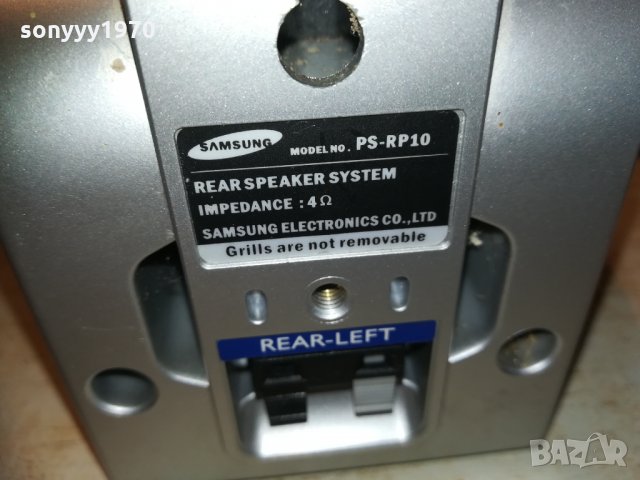 sonyyy1970
SAMSUNG MODEL NO. PS-RP10
REAR SPEAKER SYSTEM
IMPEDANCE : 4Ω
SAMSUNG ELECTRONICS CO.,LTD
Grills are not removable
REAR-LEFT
BAZAR